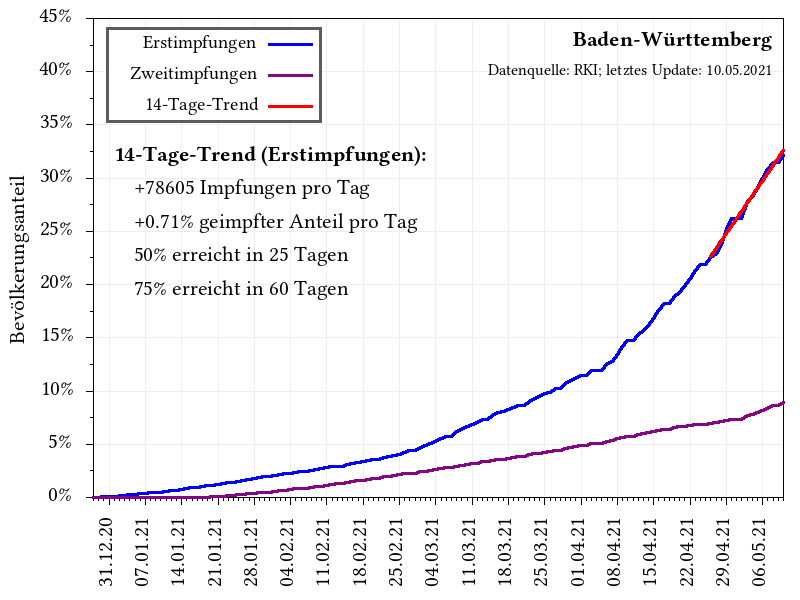 Baden-Württemberg
Datenquelle: RKI; letztes Update: 10.05.2021
Erstimpfungen
Zweitimpfungen
14-Tage-Trend
14-Tage-Trend (Erstimpfungen):
+78605 Impfungen pro Tag
+0.71% geimpfter Anteil pro Tag
50% erreicht in 25 Tagen
75% erreicht in 60 Tagen
Bevölkerungsanteil
45%
40%
35%
30%
25%
20%
15%
10%
5%
0%
31.12.20
07.01.21
14.01.21
21.01.21
28.01.21
04.02.21
11.02.21
18.02.21
25.02.21
04.03.21
11.03.21
18.03.21
25.03.21
01.04.21
08.04.21
15.04.21
22.04.21
29.04.21
06.05.21